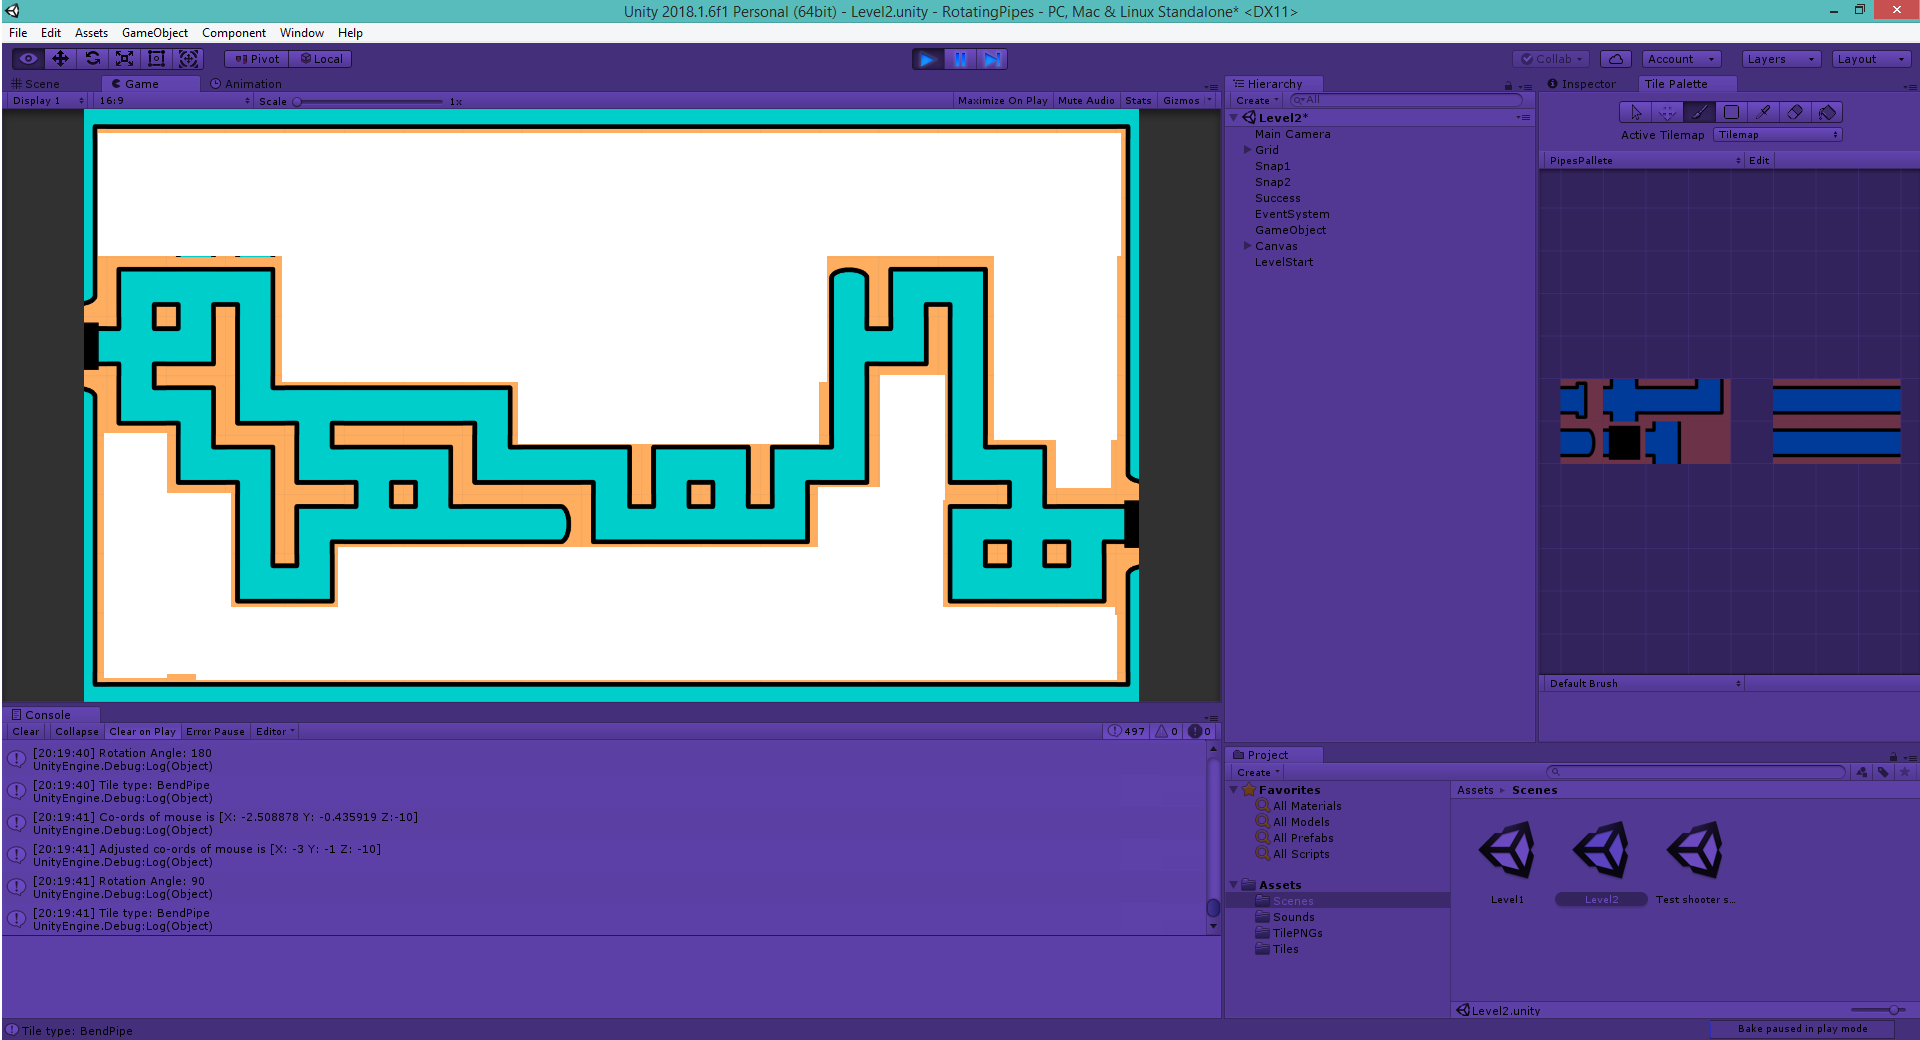 Unity 2018.1.6f1 Personal (64bit) - Level2.unity - RotatingPipes - PC, Mac & Linux Standalone* <DX11>
File Edit Assets GameObject Component Window Help
Pivot Local Collab Account Layers Layout
Scene Game Animation
Display 1 16:9 Scale 1x Maximize On Play Mute Audio Stats Gizmos
Hierarchy
Create All
Level2*
Main Camera
Grid
Snap1
Snap2
Success
EventSystem
GameObject
Canvas
LevelStart
Inspector Tile Palette
Active Tilemap Tilemap
PipesPallete Edit
Default Brush
Console
Clear Collapse Clear on Play Error Pause Editor 497 0 0
[20:19:40] Rotation Angle: 180
UnityEngine.Debug:Log(Object)
[20:19:40] Tile type: BendPipe
UnityEngine.Debug:Log(Object)
[20:19:41] Co-ords of mouse is [X: -2.508878 Y: -0.435919 Z:-10]
UnityEngine.Debug:Log(Object)
[20:19:41] Adjusted co-ords of mouse is [X: -3 Y: -1 Z: -10]
UnityEngine.Debug:Log(Object)
[20:19:41] Rotation Angle: 90
UnityEngine.Debug:Log(Object)
[20:19:41] Tile type: BendPipe
UnityEngine.Debug:Log(Object)
Project
Create
Favorites
All Materials
All Models
All Prefabs
All Scripts
Assets
Scenes
Sounds
TilePNGs
Tiles
Assets Scenes
Level1 Level2 Test shooter s...
Level2.unity
Tile type: BendPipe
Bake paused in play mode